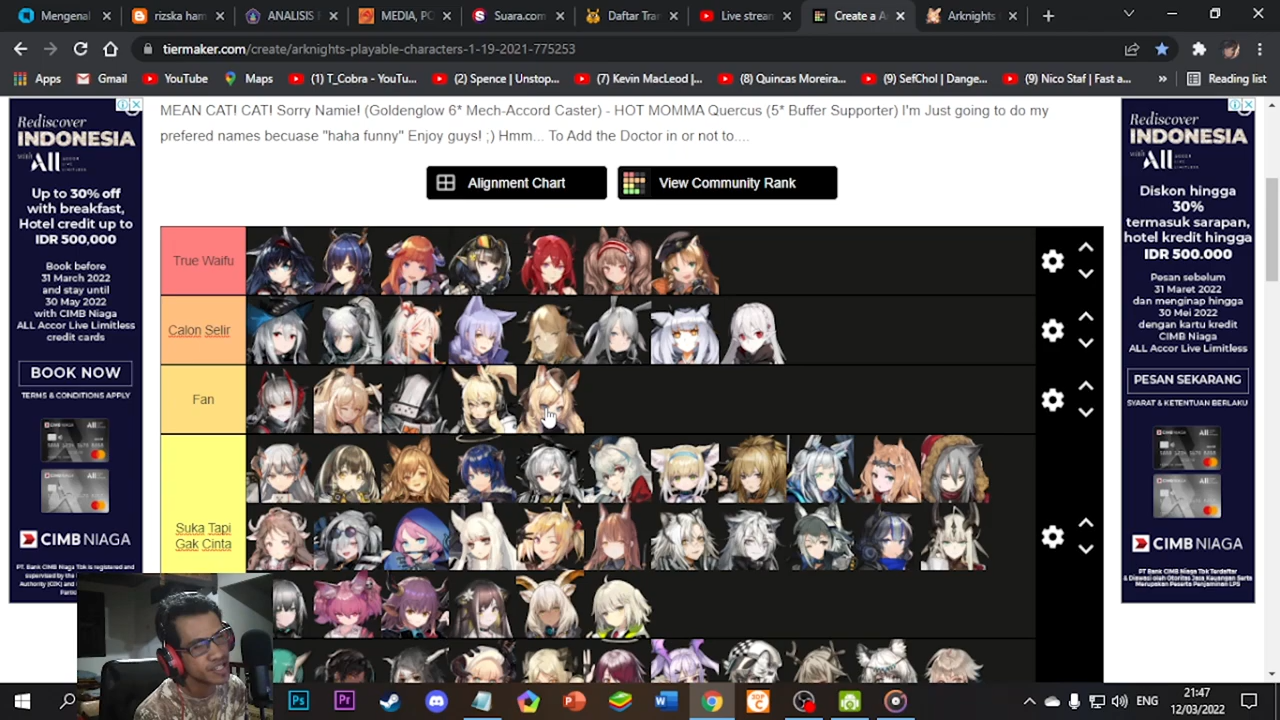 Mengenal
rizska ham
ANALISIS F
MEDIA, PO
Suara.com
Daftar Tra
Live strean
Create a A
Arknights
tiermaker.com/create/arknights-playable-characters-1-19-2021-775253
Apps
Gmail
YouTube
Maps
(1) T_Cobra - YouTu...
(2) Spence | Unstop...
(7) Kevin MacLeod |...
(8) Quincas Moreira...
(9) SefChol | Dange...
(9) Nico Staf | Fast a...
»
Reading list
MEAN CAT! CAT! Sorry Namie! (Goldenglow 6* Mech-Accord Caster) - HOT MOMMA Quercus (5* Buffer Supporter) I'm Just going to do my
prefered names becuase "haha funny" Enjoy guys! ;) Hmm... To Add the Doctor in or not to....
Alignment Chart
View Community Rank
Rediscover
INDONESIA
with ALL
Up to 30% off
with breakfast,
Hotel credit up to
IDR 500,000
Book before
31 March 2022
and stay until
30 May 2022
with CIMB Niaga
ALL Accor Live Limitless
credit cards
BOOK NOW
TERMS & CONDITIONS APPLY
CIMB NIAGA
True Waifu
Calon Selir
Fan
Suka Tapi
Gak Cinta
Rediscover
INDONESIA
with ALL
Diskon hingga
30%
termasuk sarapan,
hotel kredit hingga
IDR 500.000
Pesan sebelum
31 Maret 2022
dan menginap hingga
30 Mei 2022
dengan kartu kredit
CIMB Niaga
ALL Accor Live Limitless
PESAN SEKARANG
SYARAT & KETENTUAN BERLAKU
CIMB NIAGA
ENG
21:47
12/03/2022